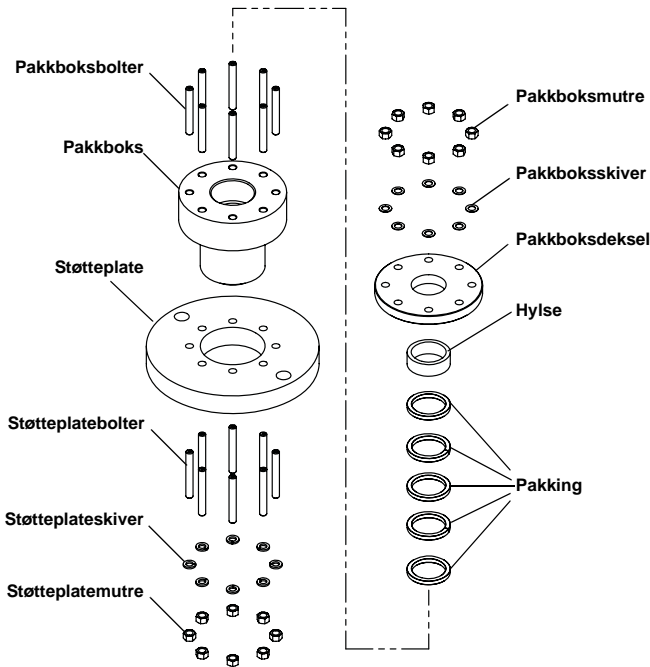 Pakkboksbolter
Pakkboks
Støtteplate
Støtteplatebolter
Støtteplateskiver
Støtteplatemutre
Pakkboksmutre
Pakkboksskiver
Pakkboksdeksel
Hylse
Pakking